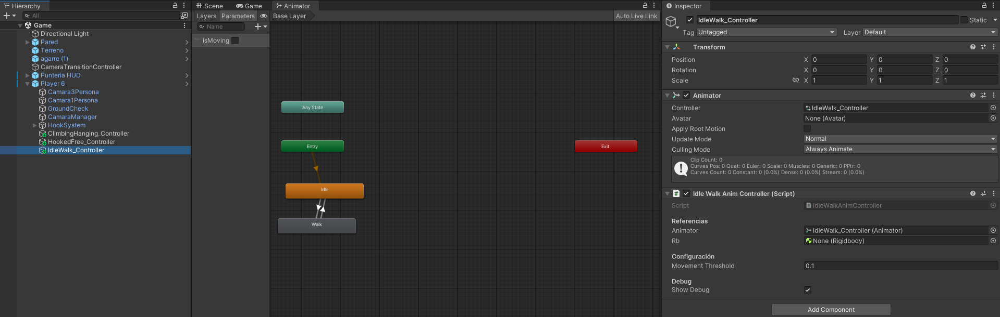 Hierarchy
All
Game
Directional Light
Pared
Terreno
agarre (1)
CameraTransitionController
Punteria HUD
Player 6
Camara3Persona
Camara1Persona
GroundCheck
CamaraManager
HookSystem
ClimbingHanging_Controller
HookedFree_Controller
IdleWalk_Controller
Scene Game Animator
Layers Parameters Base Layer Auto Live Link
Name
IsMoving
Any State
Entry
Exit
Idle
Walk
Inspector
IdleWalk_Controller Static
Tag Untagged Layer Default
Transform
Position X 0 Y 0 Z 0
Rotation X 0 Y 0 Z 0
Scale X 1 Y 1 Z 1
Animator
Controller IdleWalk_Controller
Avatar None (Avatar)
Apply Root Motion
Update Mode Normal
Culling Mode Always Animate
Clip Count: 0
Curves Pos: 0 Quat: 0 Euler: 0 Scale: 0 Muscles: 0 Generic: 0 PPtr: 0
Curves Count: 0 Constant: 0 (0.0%) Dense: 0 (0.0%) Stream: 0 (0.0%)
Idle Walk Anim Controller (Script)
Script IdleWalkAnimController
Referencias
Animator IdleWalk_Controller (Animator)
Rb None (Rigidbody)
Configuración
Movement Threshold 0.1
Debug
Show Debug
Add Component